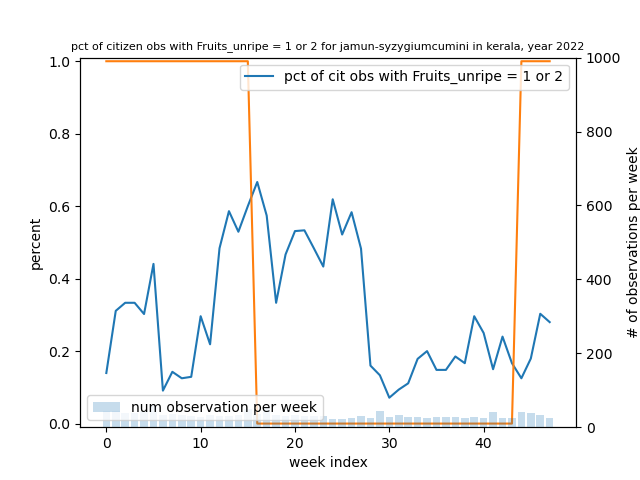 pct of citizen obs with Fruits_unripe = 1 or 2 for jamun-syzygiumcumini in kerala, year 2022
pct of cit obs with Fruits_unripe = 1 or 2
1.0
0.8
0.6
0.4
0.2
0.0
percent
1000
800
600
400
200
0
# of observations per week
num observation per week
0
10
20
30
40
week index